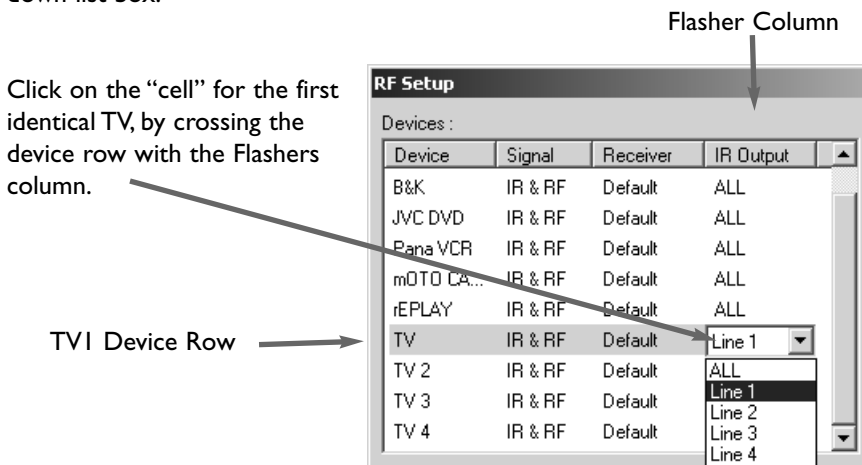 down list box.
Flasher Column
Click on the “cell” for the first
identical TV, by crossing the
device row with the Flashers
column.
TV1 Device Row
RF Setup
Devices :
Device Signal Receiver IR Output
B&K IR & RF Default ALL
JVC DVD IR & RF Default ALL
Pana VCR IR & RF Default ALL
mOTO CA... IR & RF Default ALL
rEPLAY IR & RF Default ALL
TV IR & RF Default Line 1
TV 2 IR & RF Default ALL
Line 1
TV 3 IR & RF Default Line 2
Line 3
TV 4 IR & RF Default Line 4